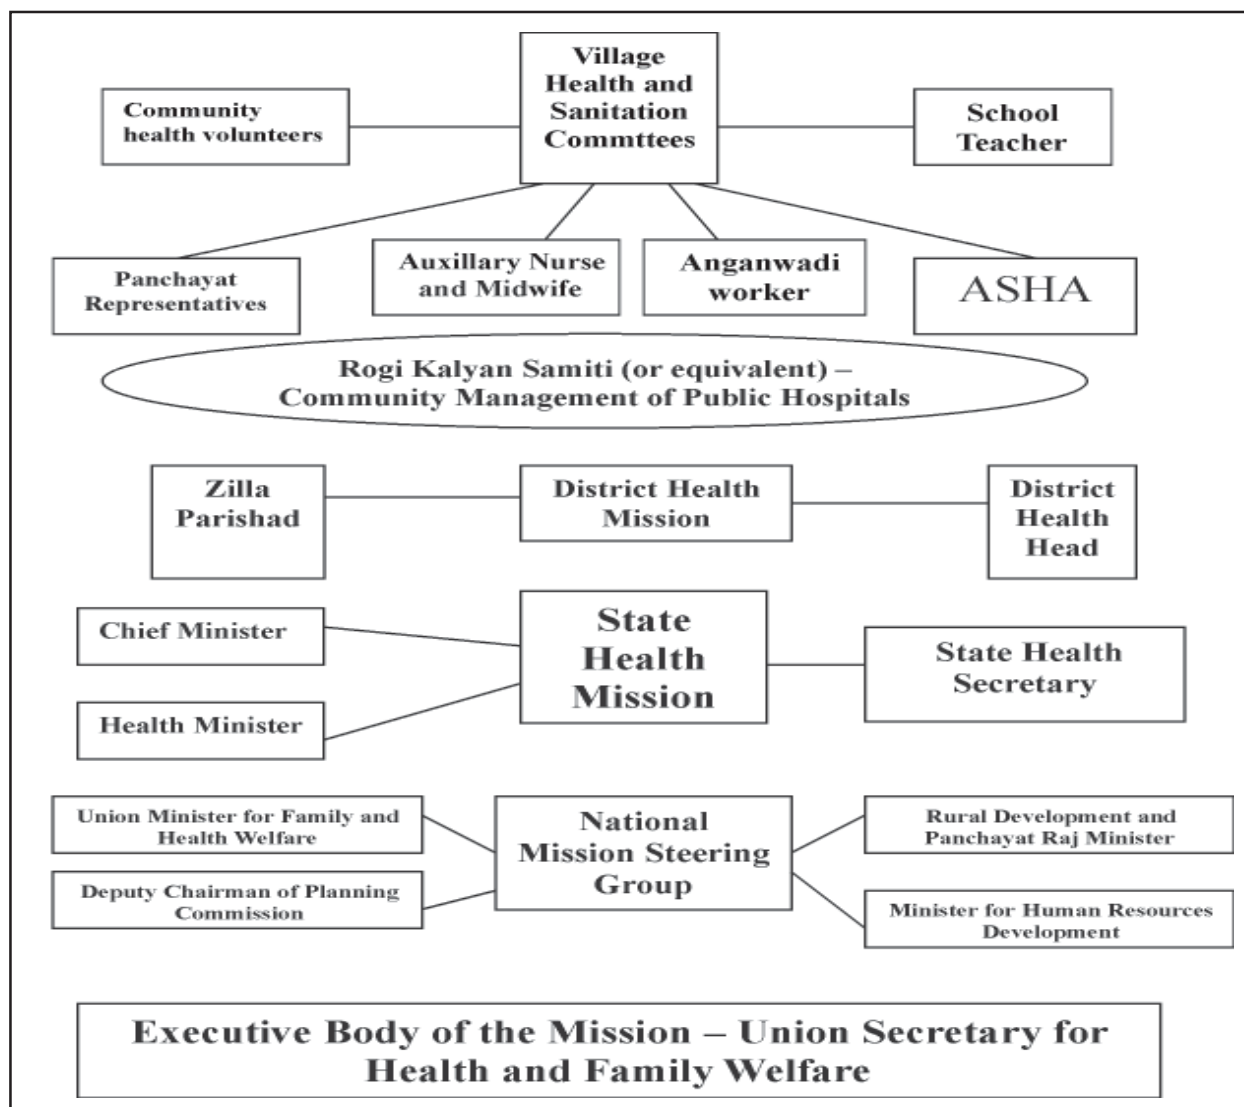 Village
Health and
Sanitation
Commttees
Community
health volunteers
School
Teacher
Panchayat
Representatives
Auxillary Nurse
and Midwife
Anganwadi
worker
ASHA
Rogi Kalyan Samiti (or equivalent) –
Community Management of Public Hospitals
Zilla
Parishad
District Health
Mission
District
Health
Head
Chief Minister
Health Minister
State
Health
Mission
State Health
Secretary
Union Minister for Family and
Health Welfare
Deputy Chairman of Planning
Commission
National
Mission Steering
Group
Rural Development and
Panchayat Raj Minister
Minister for Human Resources
Development
Executive Body of the Mission – Union Secretary for
Health and Family Welfare